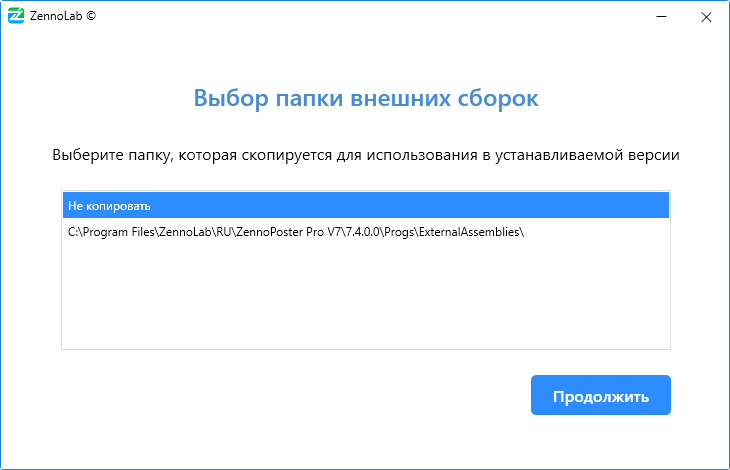 ZennoLab ©
Выбор папки внешних сборок
Выберите папку, которая скопируется для использования в устанавливаемой версии
Не копировать
C:\Program Files\ZennoLab\RU\ZennoPoster Pro V7\7.4.0.0\Progs\ExternalAssemblies\
Продолжить